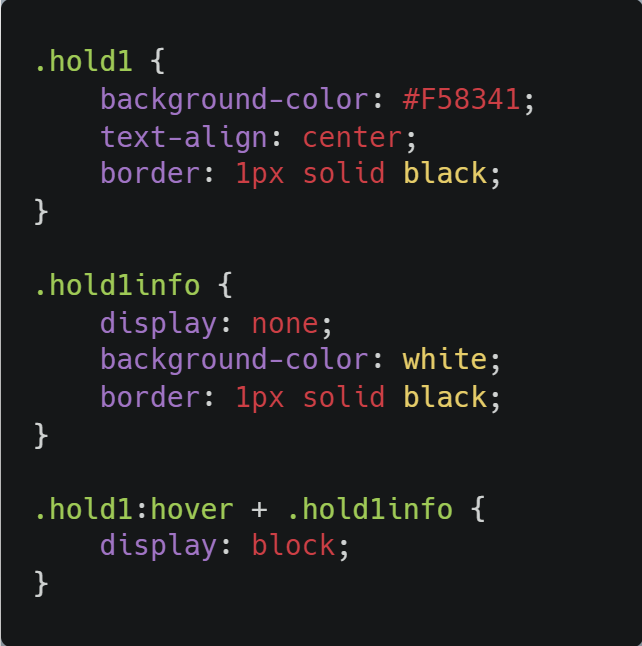 .hold1 {
    background-color: #F58341;
    text-align: center;
    border: 1px solid black;
}

.hold1info {
    display: none;
    background-color: white;
    border: 1px solid black;
}

.hold1:hover + .hold1info {
    display: block;
}